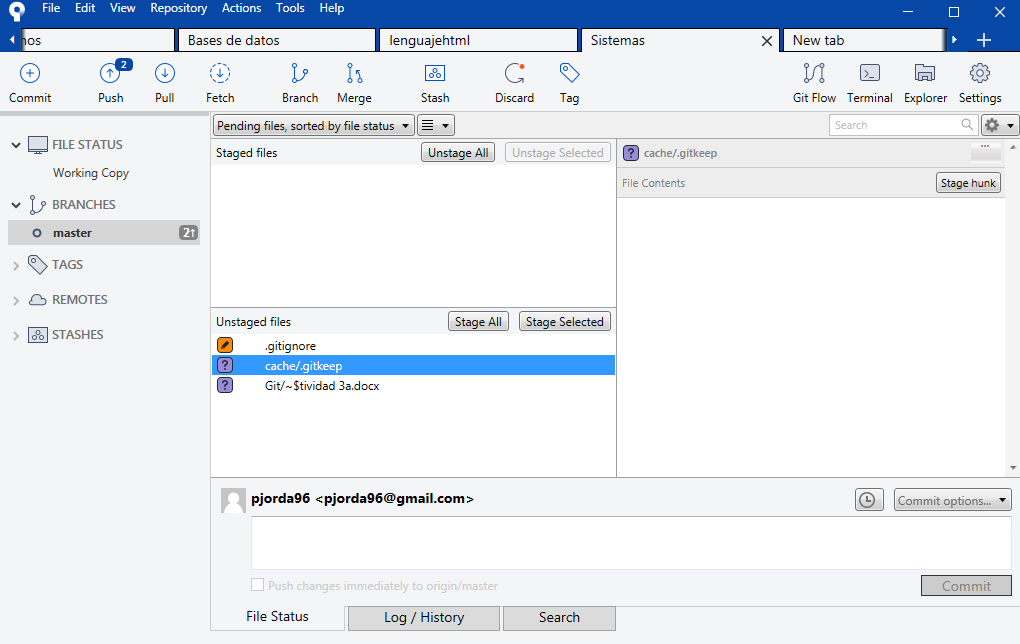 File Edit View Repository Actions Tools Help
nos Bases de datos lenguajehtml Sistemas New tab
2
Commit Push Pull Fetch Branch Merge Stash Discard Tag Git Flow Terminal Explorer Settings
Pending files, sorted by file status Search
FILE STATUS
Working Copy
BRANCHES
master 2↑
TAGS
REMOTES
STASHES
Staged files Unstage All Unstage Selected
? cache/.gitkeep ...
File Contents Stage hunk
Unstaged files Stage All Stage Selected
.gitignore
? cache/.gitkeep
? Git/~$tividad 3a.docx
pjorda96 <pjorda96@gmail.com> Commit options...
Push changes immediately to origin/master Commit
File Status Log / History Search